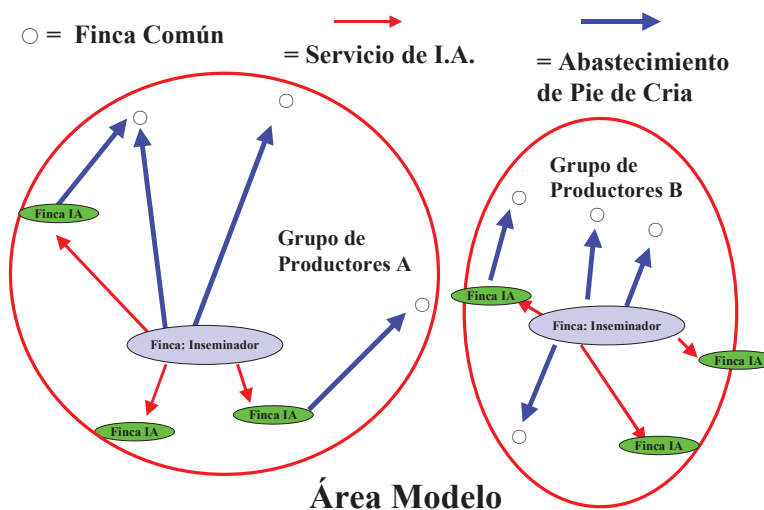 = Finca Común
= Servicio de I.A.
= Abastecimiento
de Pie de Cria
Grupo de
Productores A
Finca IA
Finca: Inseminador
Finca IA
Finca IA
Grupo de
Productores B
Finca IA
Finca: Inseminador
Finca IA
Finca IA
Área Modelo